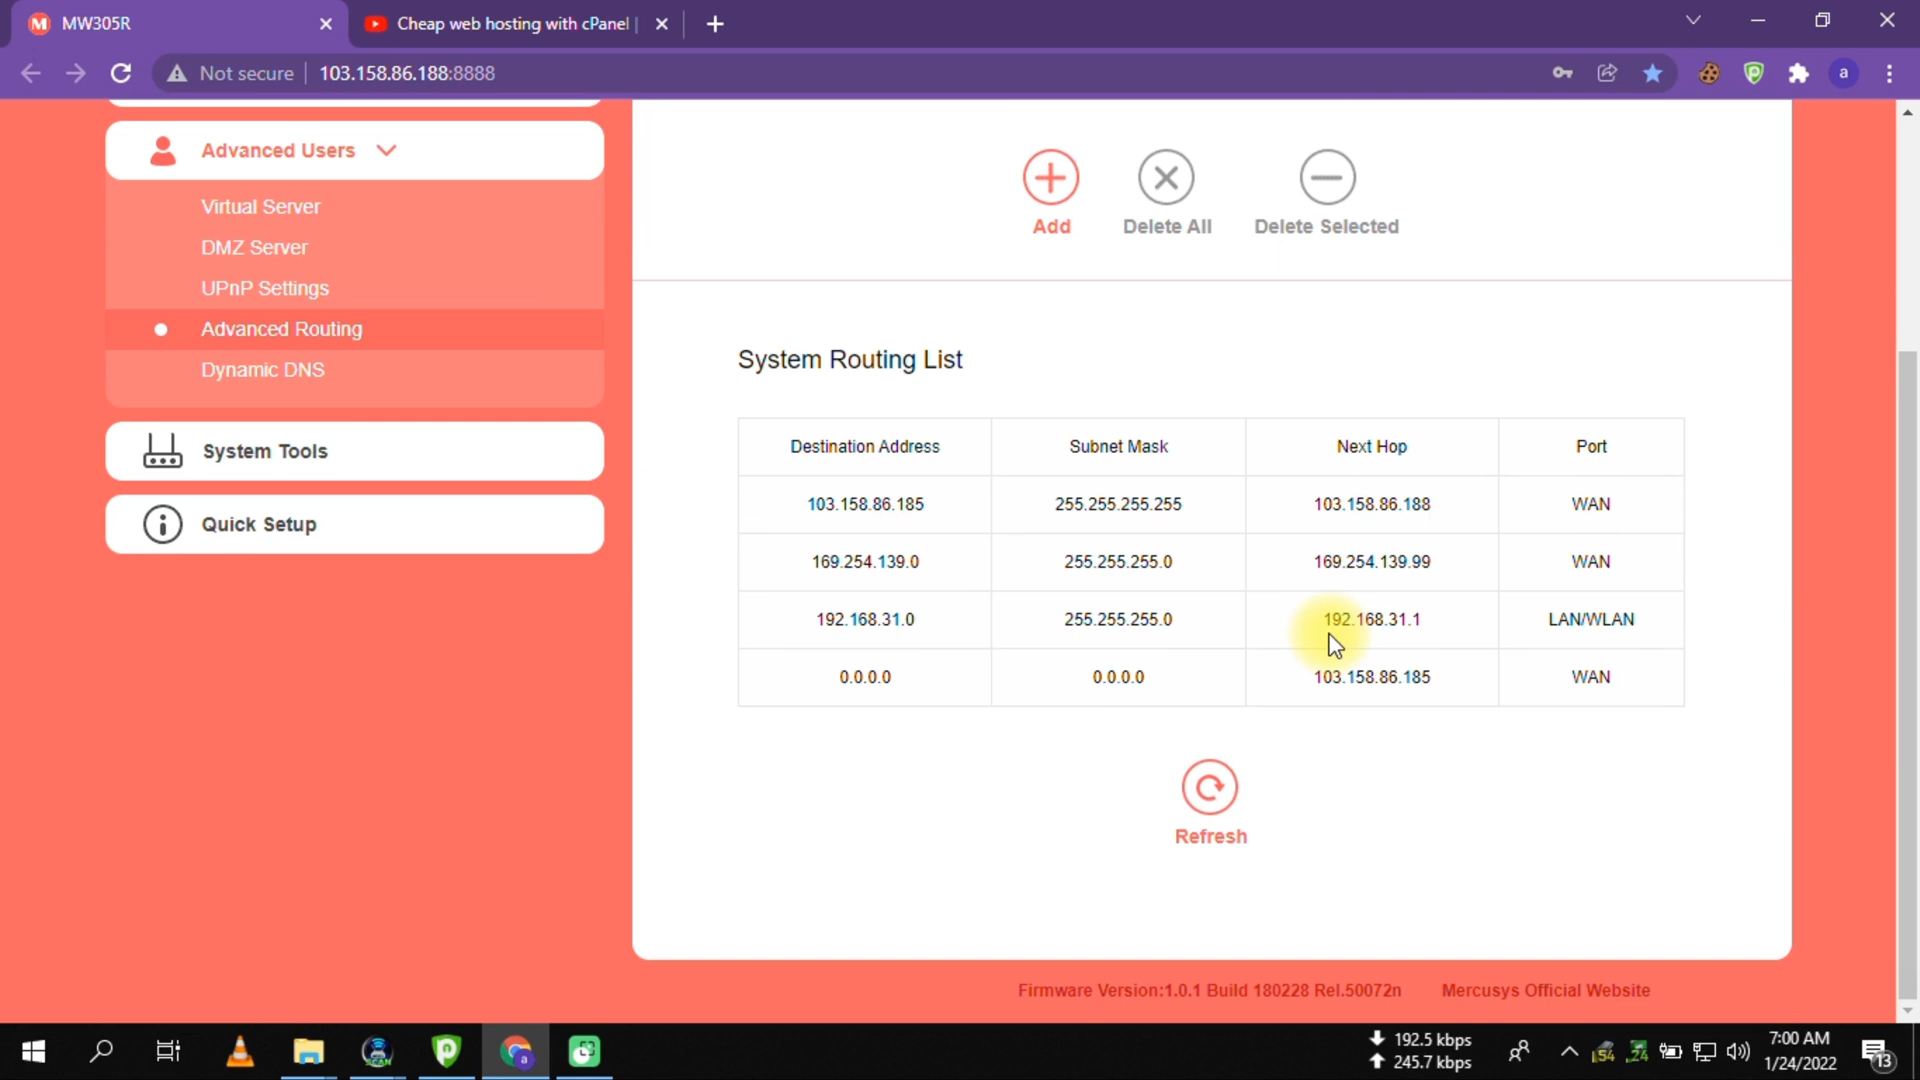 MW305R
Cheap web hosting with cPanel
Not secure
103.158.86.188:8888
a
Advanced Users
Virtual Server
DMZ Server
UPnP Settings
Advanced Routing
Dynamic DNS
System Tools
Quick Setup
Add
Delete All
Delete Selected
System Routing List
Destination Address Subnet Mask Next Hop Port
103.158.86.185 255.255.255.255 103.158.86.188 WAN
169.254.139.0 255.255.255.0 169.254.139.99 WAN
192.168.31.0 255.255.255.0 192.168.31.1 LAN/WLAN
0.0.0.0 0.0.0.0 103.158.86.185 WAN
Refresh
Firmware Version:1.0.1 Build 180228 Rel.50072n
Mercusys Official Website
SCAN
a
192.5 kbps
245.7 kbps
54
24
7:00 AM
1/24/2022
13